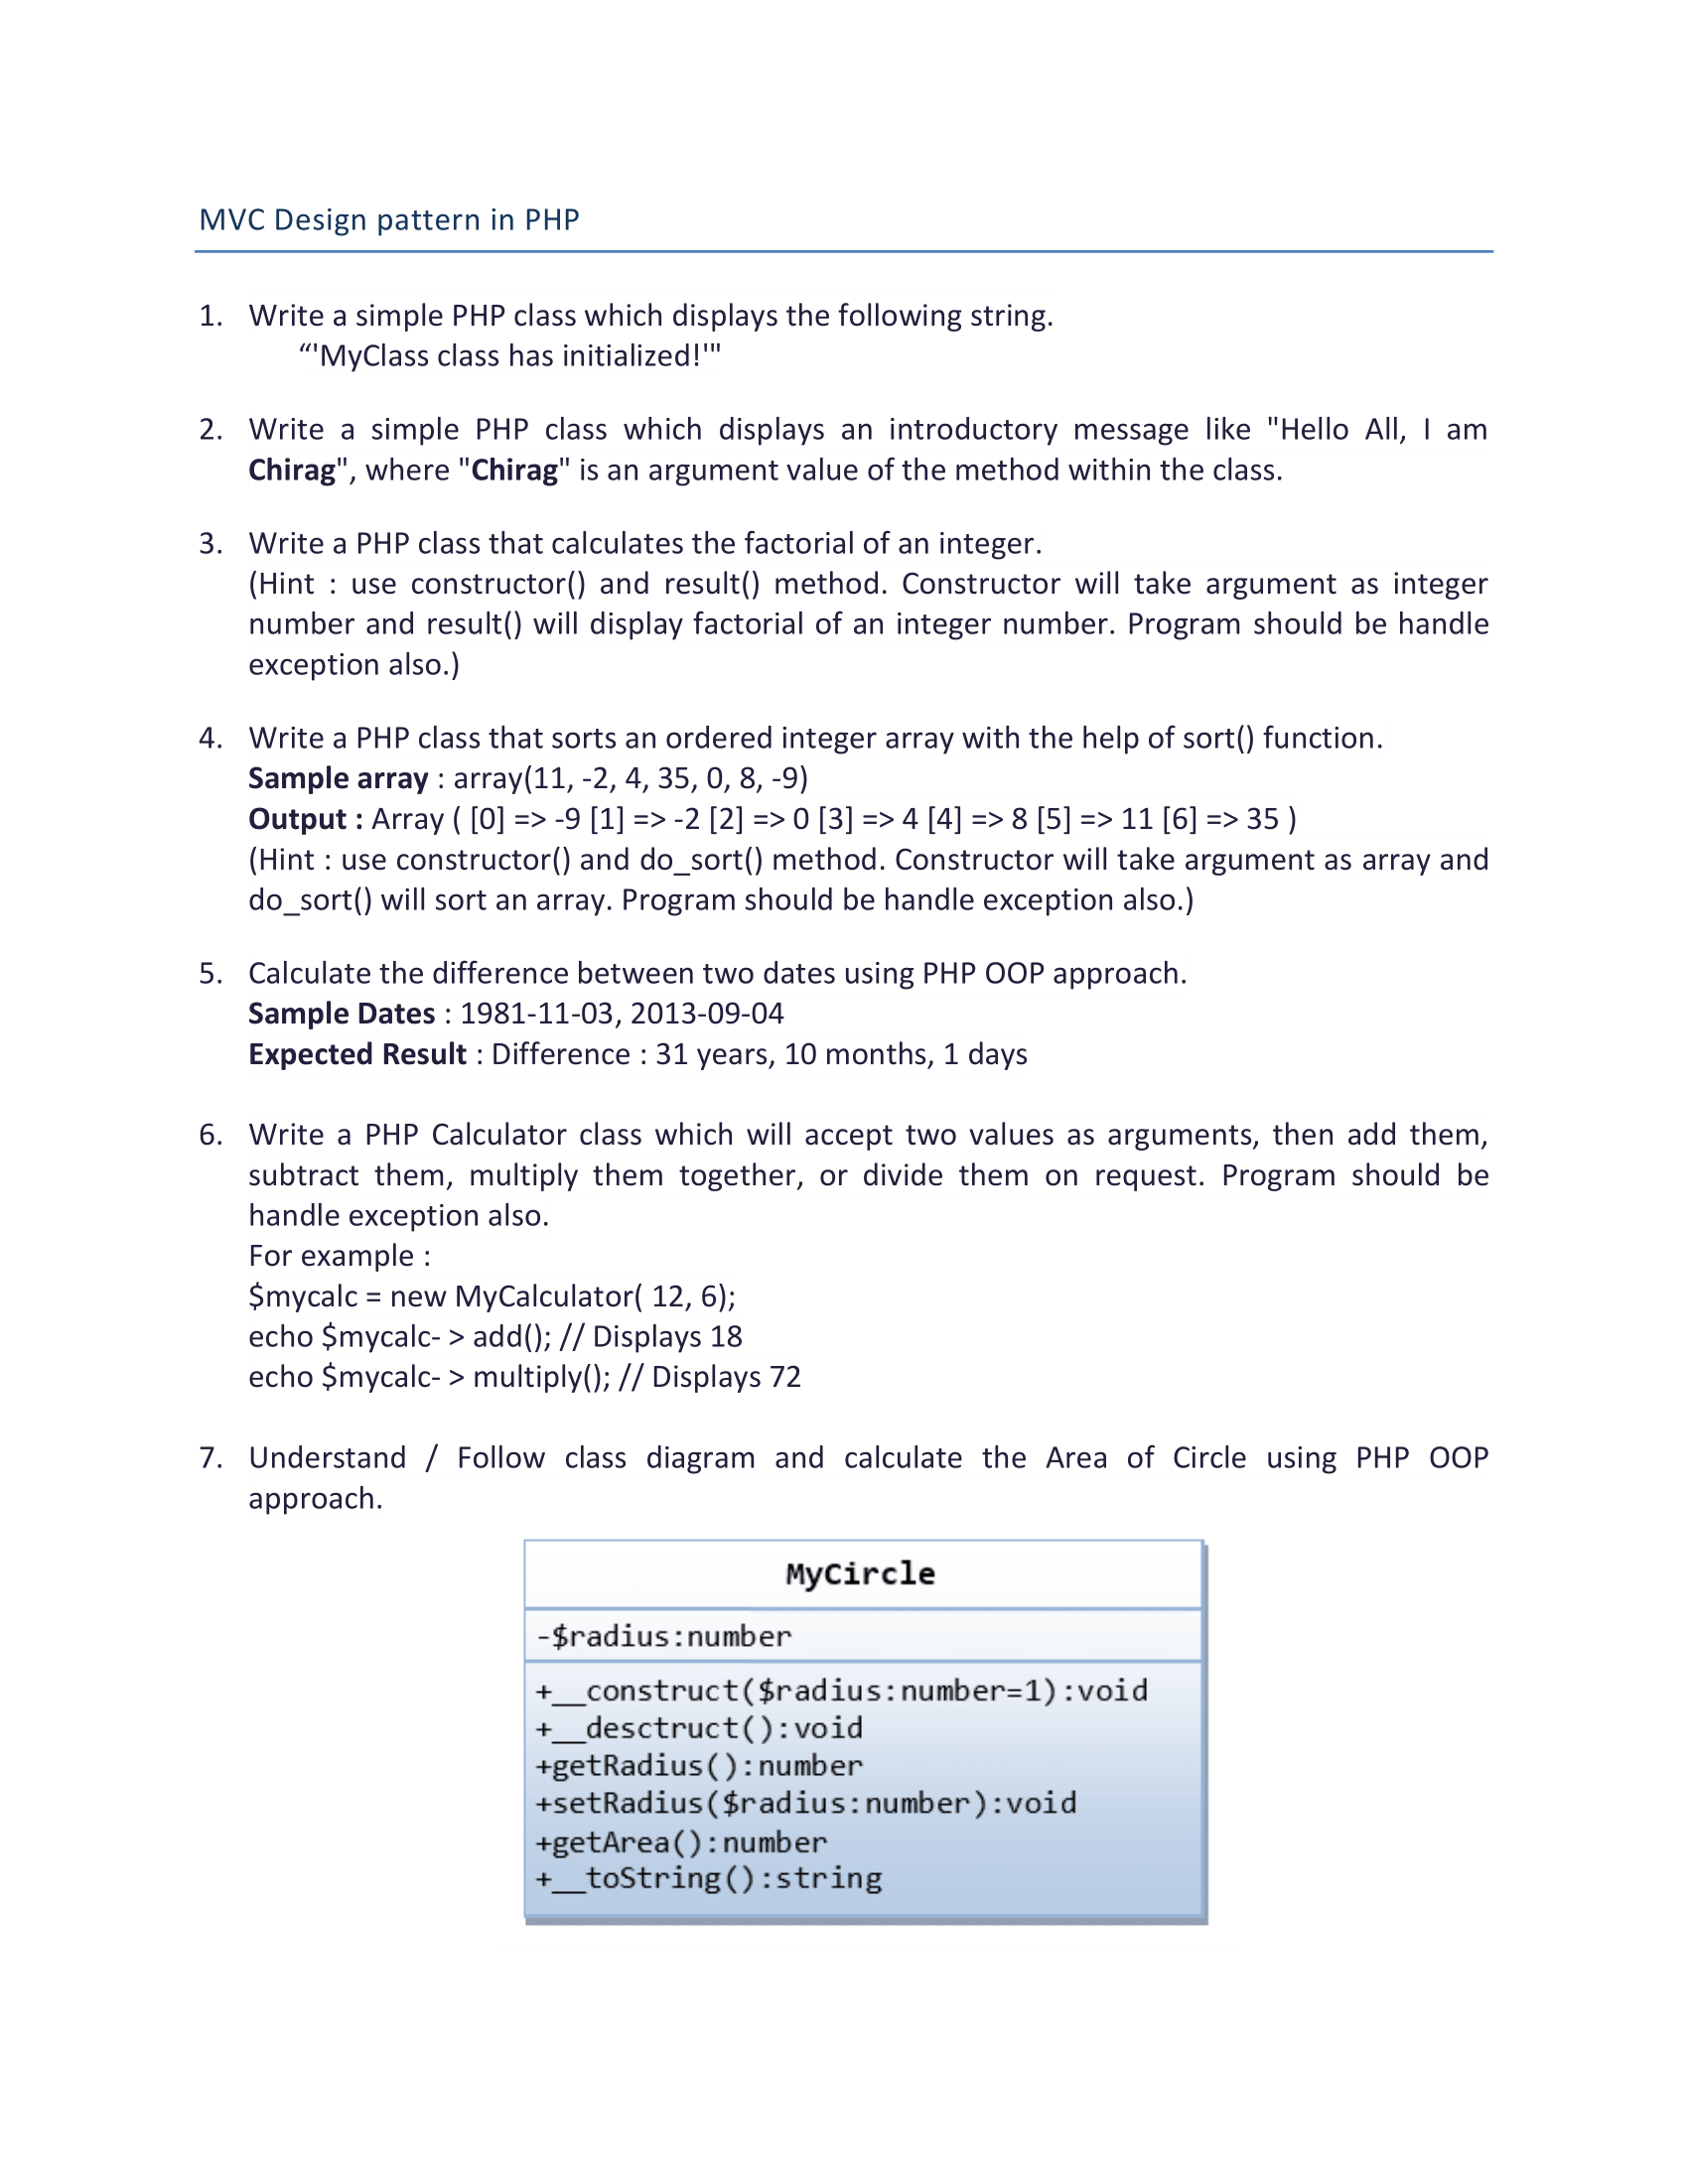 MVC Design pattern in PHP
1. Write a simple PHP class which displays the following string.
“'MyClass class has initialized!'"
2. Write a simple PHP class which displays an introductory message like "Hello All, I am
Chirag", where "Chirag" is an argument value of the method within the class.
3. Write a PHP class that calculates the factorial of an integer.
(Hint : use constructor() and result() method. Constructor will take argument as integer
number and result() will display factorial of an integer number. Program should be handle
exception also.)
4. Write a PHP class that sorts an ordered integer array with the help of sort() function.
Sample array : array(11, -2, 4, 35, 0, 8, -9)
Output : Array ( [0] => -9 [1] => -2 [2] => 0 [3] => 4 [4] => 8 [5] => 11 [6] => 35 )
(Hint : use constructor() and do_sort() method. Constructor will take argument as array and
do_sort() will sort an array. Program should be handle exception also.)
5. Calculate the difference between two dates using PHP OOP approach.
Sample Dates : 1981-11-03, 2013-09-04
Expected Result : Difference : 31 years, 10 months, 1 days
6. Write a PHP Calculator class which will accept two values as arguments, then add them,
subtract them, multiply them together, or divide them on request. Program should be
handle exception also.
For example :
$mycalc = new MyCalculator( 12, 6);
echo $mycalc- > add(); // Displays 18
echo $mycalc- > multiply(); // Displays 72
7. Understand / Follow class diagram and calculate the Area of Circle using PHP OOP
approach.
MyCircle
-$radius:number
+__construct($radius:number=1):void
+__desctruct():void
+getRadius():number
+setRadius($radius:number):void
+getArea():number
+__toString():string